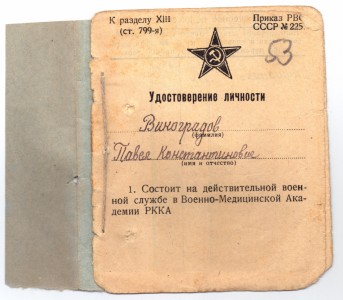 К разделу XIII
(ст. 799-я)
Приказ РВС
СССР № 225
53
Удостоверение личности
Виноградов
(фамилия)
Павел Константинович
(имя и отчество)
1. Состоит на действительной воен-
ной службе в Военно-Медицинской Ака-
демии РККА